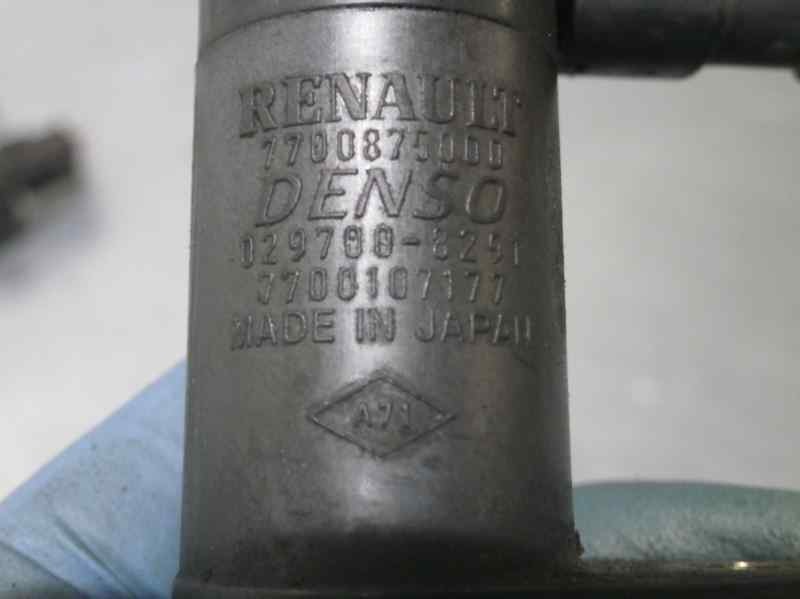 RENAULT
7700875000
DENSO
029700-8251
7700107177
MADE IN JAPAN
A71